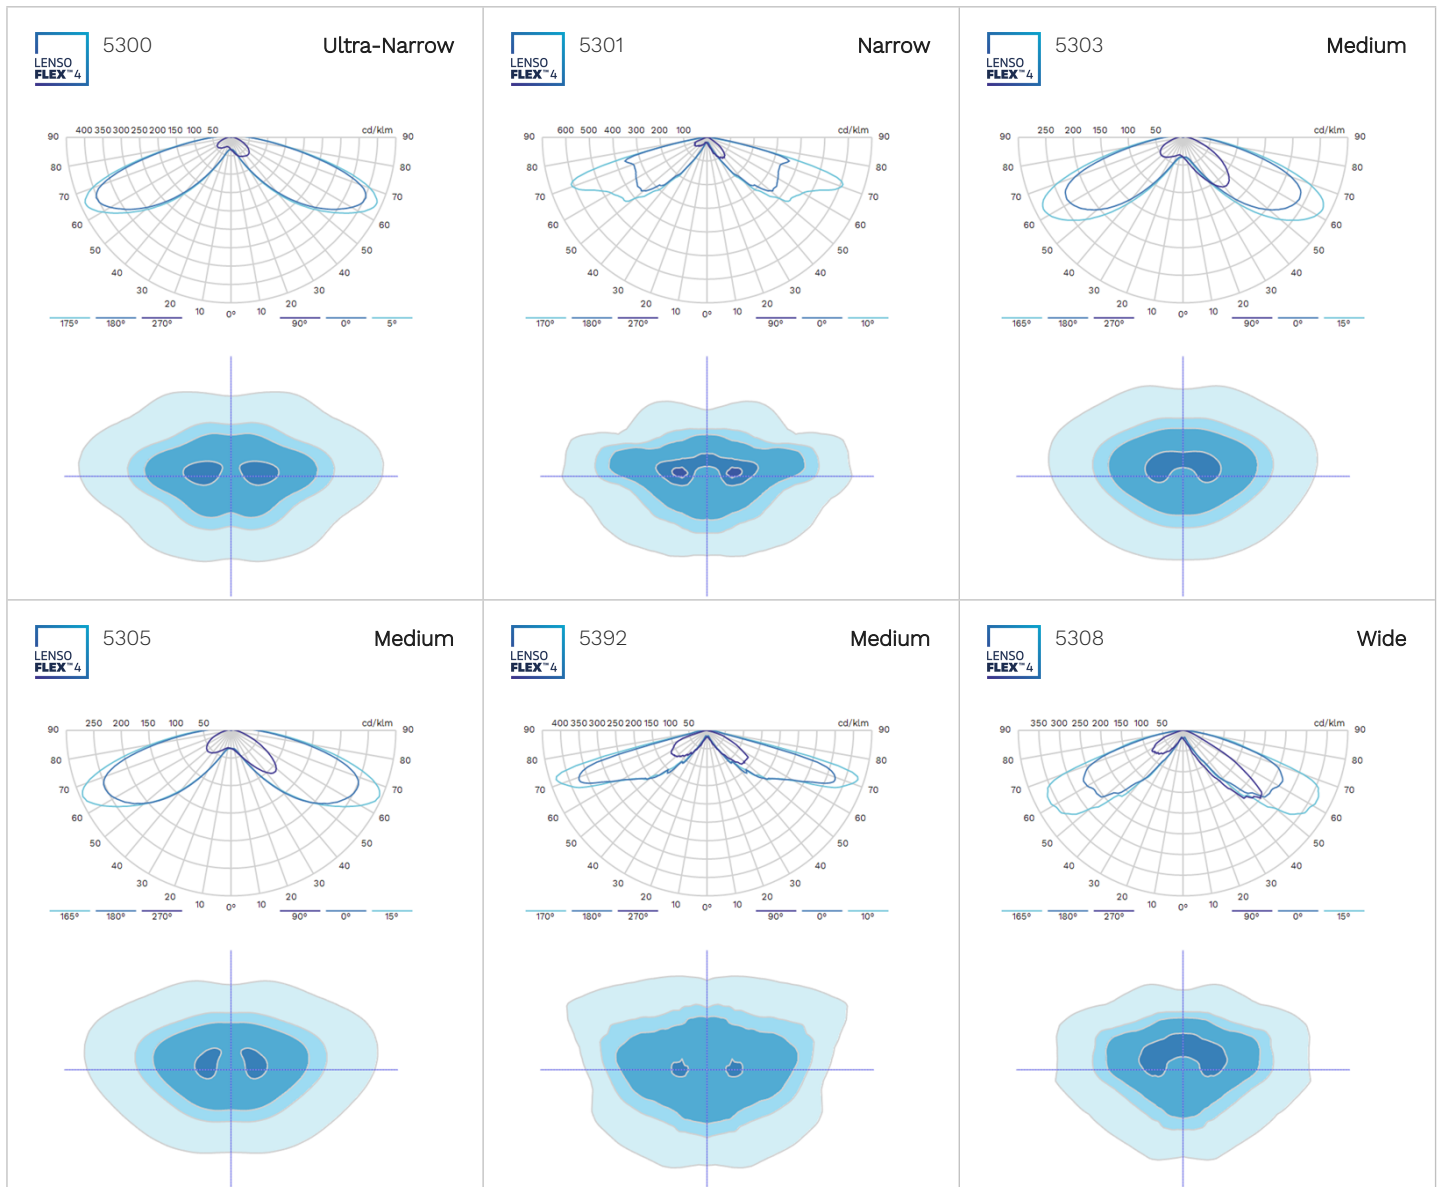 LENSO
FLEX™4
5300
Ultra-Narrow
90 400 350 300 250 200 150 100 50 cd/klm 90
80 80
70 70
60 60
50 50
40 40
30 30
20 10 0° 10 20
175° 180° 270° 90° 0° 5°
LENSO
FLEX™4
5301
Narrow
90 600 500 400 300 200 100 cd/klm 90
80 80
70 70
60 60
50 50
40 40
30 30
20 10 0° 10 20
170° 180° 270° 90° 0° 10°
LENSO
FLEX™4
5303
Medium
90 250 200 150 100 50 cd/klm 90
80 80
70 70
60 60
50 50
40 40
30 30
20 10 0° 10 20
165° 180° 270° 90° 0° 15°
LENSO
FLEX™4
5305
Medium
90 250 200 150 100 50 cd/klm 90
80 80
70 70
60 60
50 50
40 40
30 30
20 10 0° 10 20
165° 180° 270° 90° 0° 15°
LENSO
FLEX™4
5392
Medium
90 400 350 300 250 200 150 100 50 cd/klm 90
80 80
70 70
60 60
50 50
40 40
30 30
20 10 0° 10 20
170° 180° 270° 90° 0° 10°
LENSO
FLEX™4
5308
Wide
90 350 300 250 200 150 100 50 cd/klm 90
80 80
70 70
60 60
50 50
40 40
30 30
20 10 0° 10 20
165° 180° 270° 90° 0° 15°